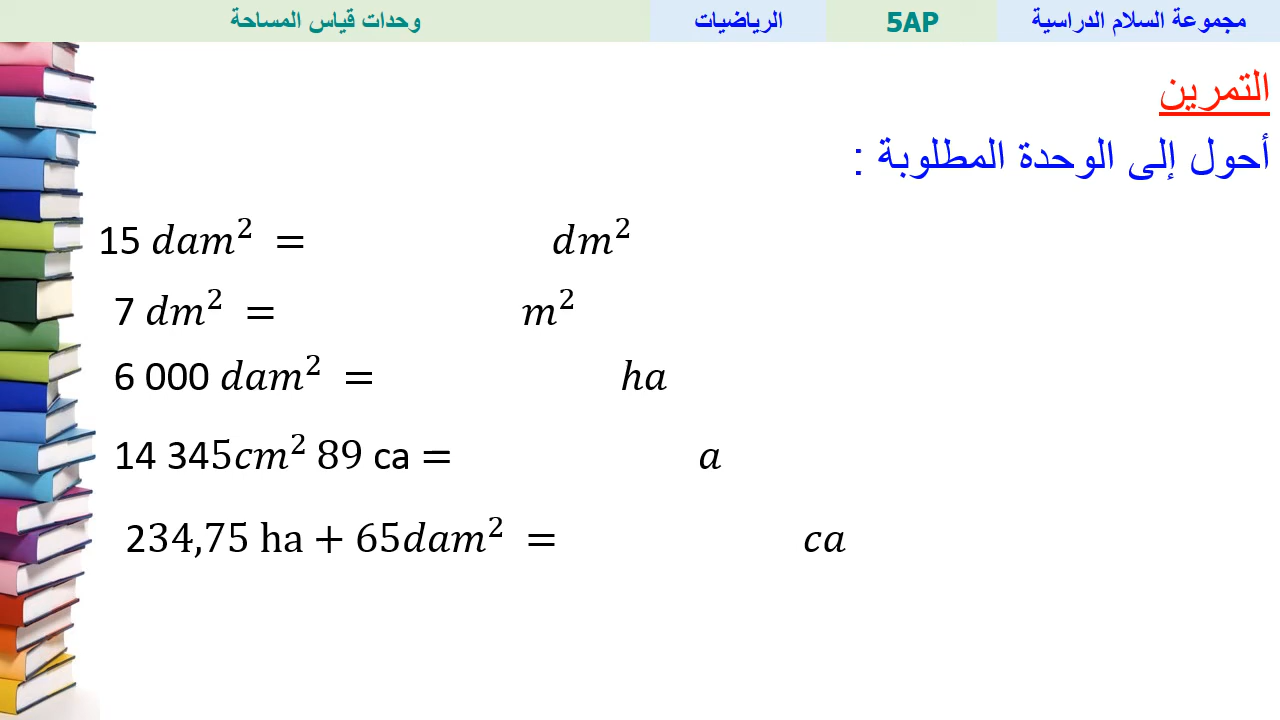 مجموعة السلام الدراسية 5AP الرياضيات وحدات قياس المساحة
التمرين
أحول إلى الوحدة المطلوبة :
15 dam² = dm²
7 dm² = m²
6 000 dam² = ha
14 345cm² 89 ca = a
234,75 ha + 65dam² = ca